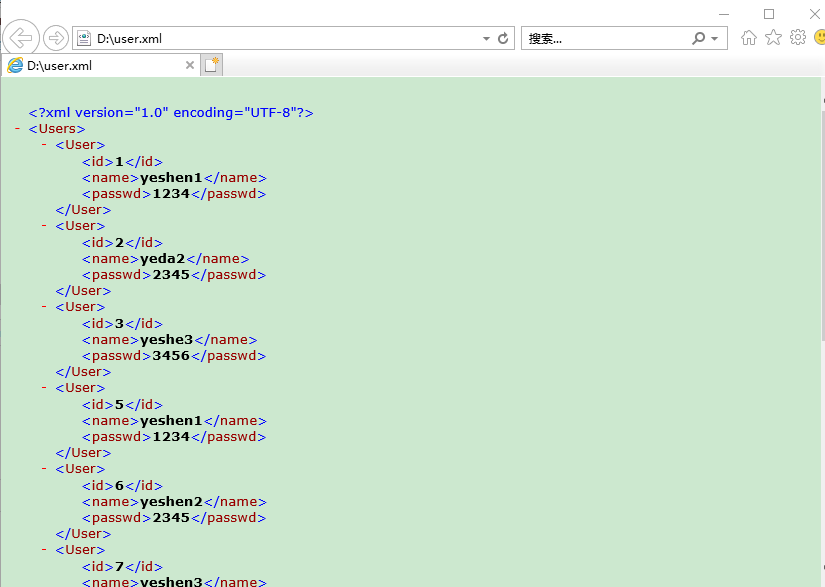 D:\user.xml
搜索...
D:\user.xml
<?xml version="1.0" encoding="UTF-8"?>
- <Users>
- <User>
<id>1</id>
<name>yeshen1</name>
<passwd>1234</passwd>
</User>
- <User>
<id>2</id>
<name>yeda2</name>
<passwd>2345</passwd>
</User>
- <User>
<id>3</id>
<name>yeshe3</name>
<passwd>3456</passwd>
</User>
- <User>
<id>5</id>
<name>yeshen1</name>
<passwd>1234</passwd>
</User>
- <User>
<id>6</id>
<name>yeshen2</name>
<passwd>2345</passwd>
</User>
- <User>
<id>7</id>
<name>yeshen3</name>